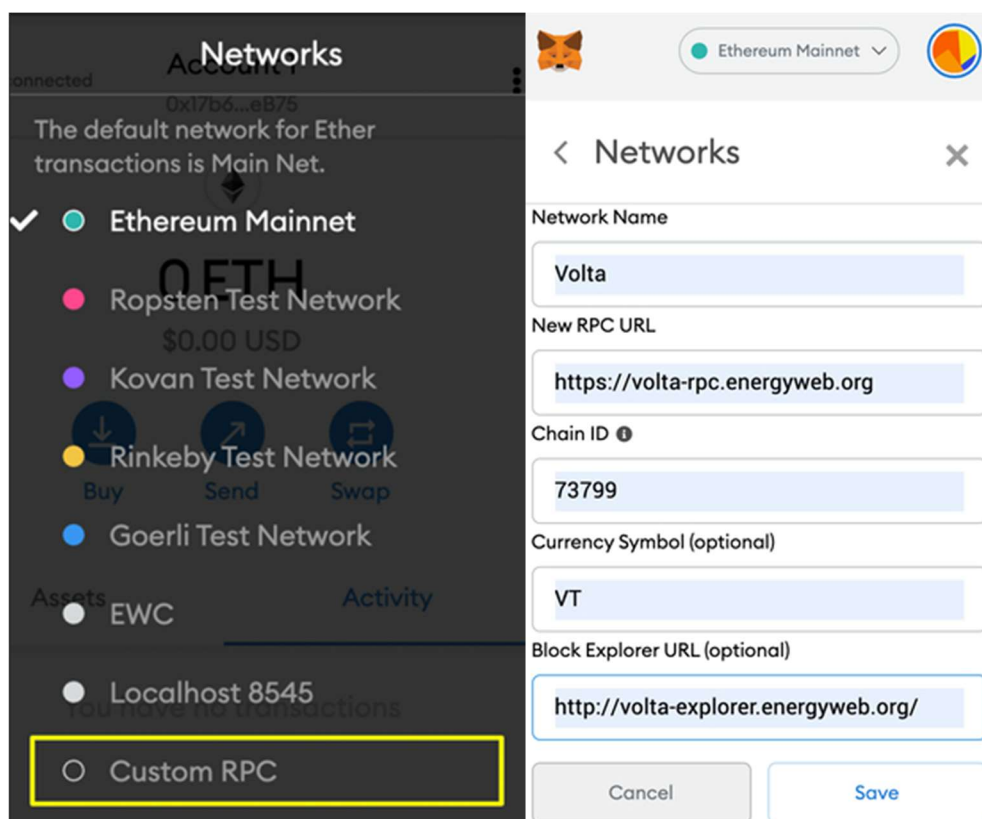 Networks
Account 1
onnected
0x17b6...eB75
The default network for Ether
transactions is Main Net.
Ethereum Mainnet
0 ETH
Ropsten Test Network
$0.00 USD
Kovan Test Network
Rinkeby Test Network
Buy
Send
Swap
Goerli Test Network
Assets
Activity
EWC
Localhost 8545
You have no transactions
Custom RPC
Ethereum Mainnet
Networks
Network Name
Volta
New RPC URL
https://volta-rpc.energyweb.org
Chain ID
73799
Currency Symbol (optional)
VT
Block Explorer URL (optional)
http://volta-explorer.energyweb.org/
Cancel
Save